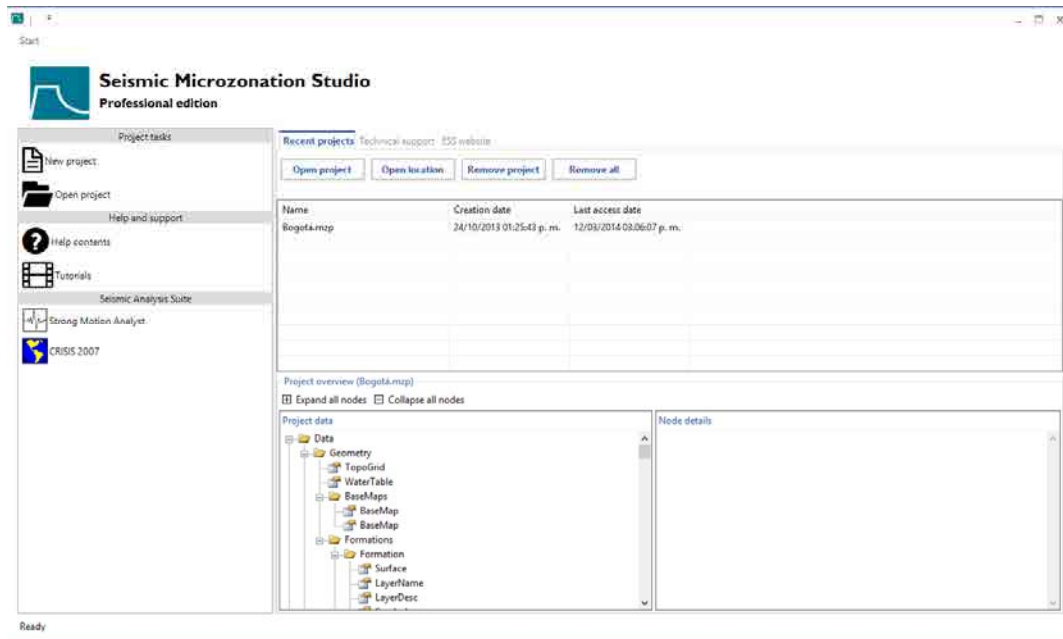 Start
Seismic Microzonation Studio
Professional edition
Project tasks
New project
Open project
Help and support
Help contents
Tutorials
Seismic Analysis Suite
Strong Motion Analyst
CRISIS 2007
Recent projects Technical support ESS website
Open project Open location Remove project Remove all
Name Creation date Last access date
Bogotá.mzp 24/10/2013 01:25:43 p. m. 12/03/2014 03:06:07 p. m.
Project overview (Bogotá.mzp)
Expand all nodes Collapse all nodes
Project data
Data
Geometry
TopoGrid
WaterTable
BaseMaps
BaseMap
BaseMap
Formations
Formation
Surface
LayerName
LayerDesc
Node details
Ready